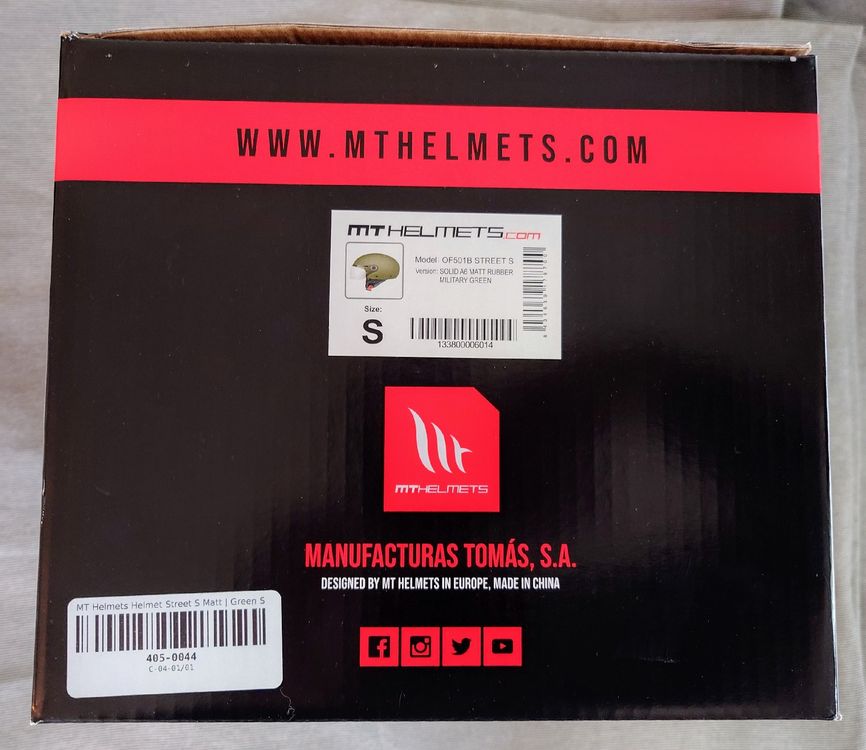 WWW.MTHELMETS.COM
MT HELMETS.COM
Model OF501B STREET S
Version: SOLID A6 MATT RUBBER
MILITARY GREEN
Size:
S
133800006014
MT HELMETS
MANUFACTURAS TOMÁS, S.A.
DESIGNED BY MT HELMETS IN EUROPE, MADE IN CHINA
MT Helmets Helmet Street S Matt | Green S
405-0044
C-04-01/01